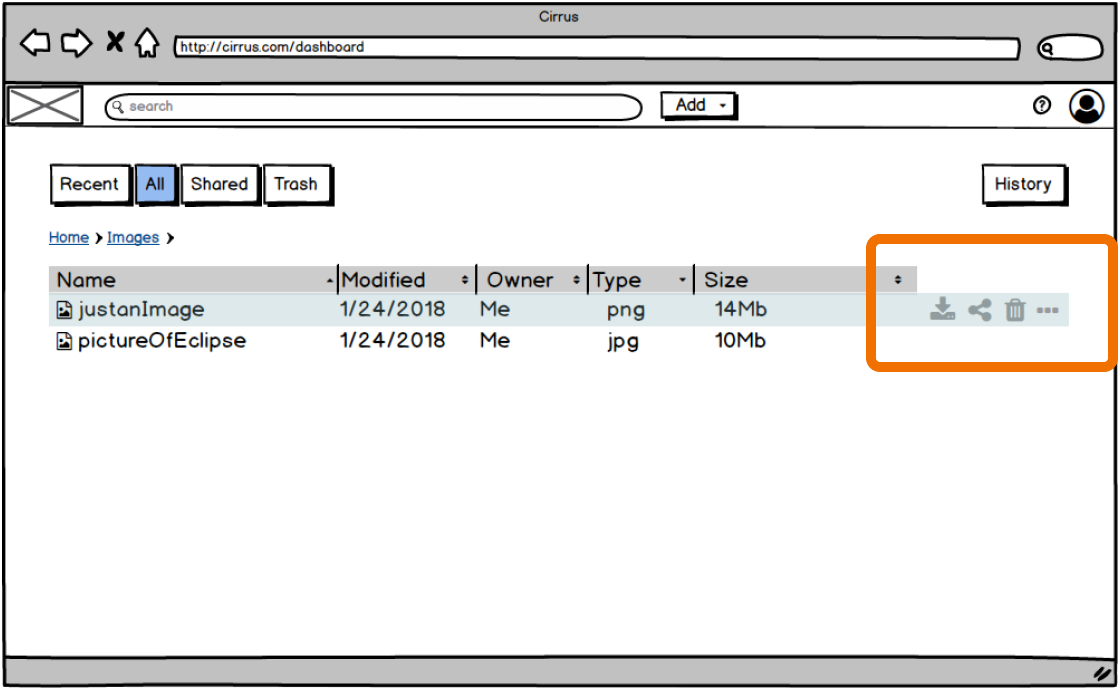 Cirrus
http://cirrus.com/dashboard
search
Add
Recent All Shared Trash
History
Home Images
Name Modified Owner Type Size
justanImage 1/24/2018 Me png 14Mb
pictureOfEclipse 1/24/2018 Me jpg 10Mb